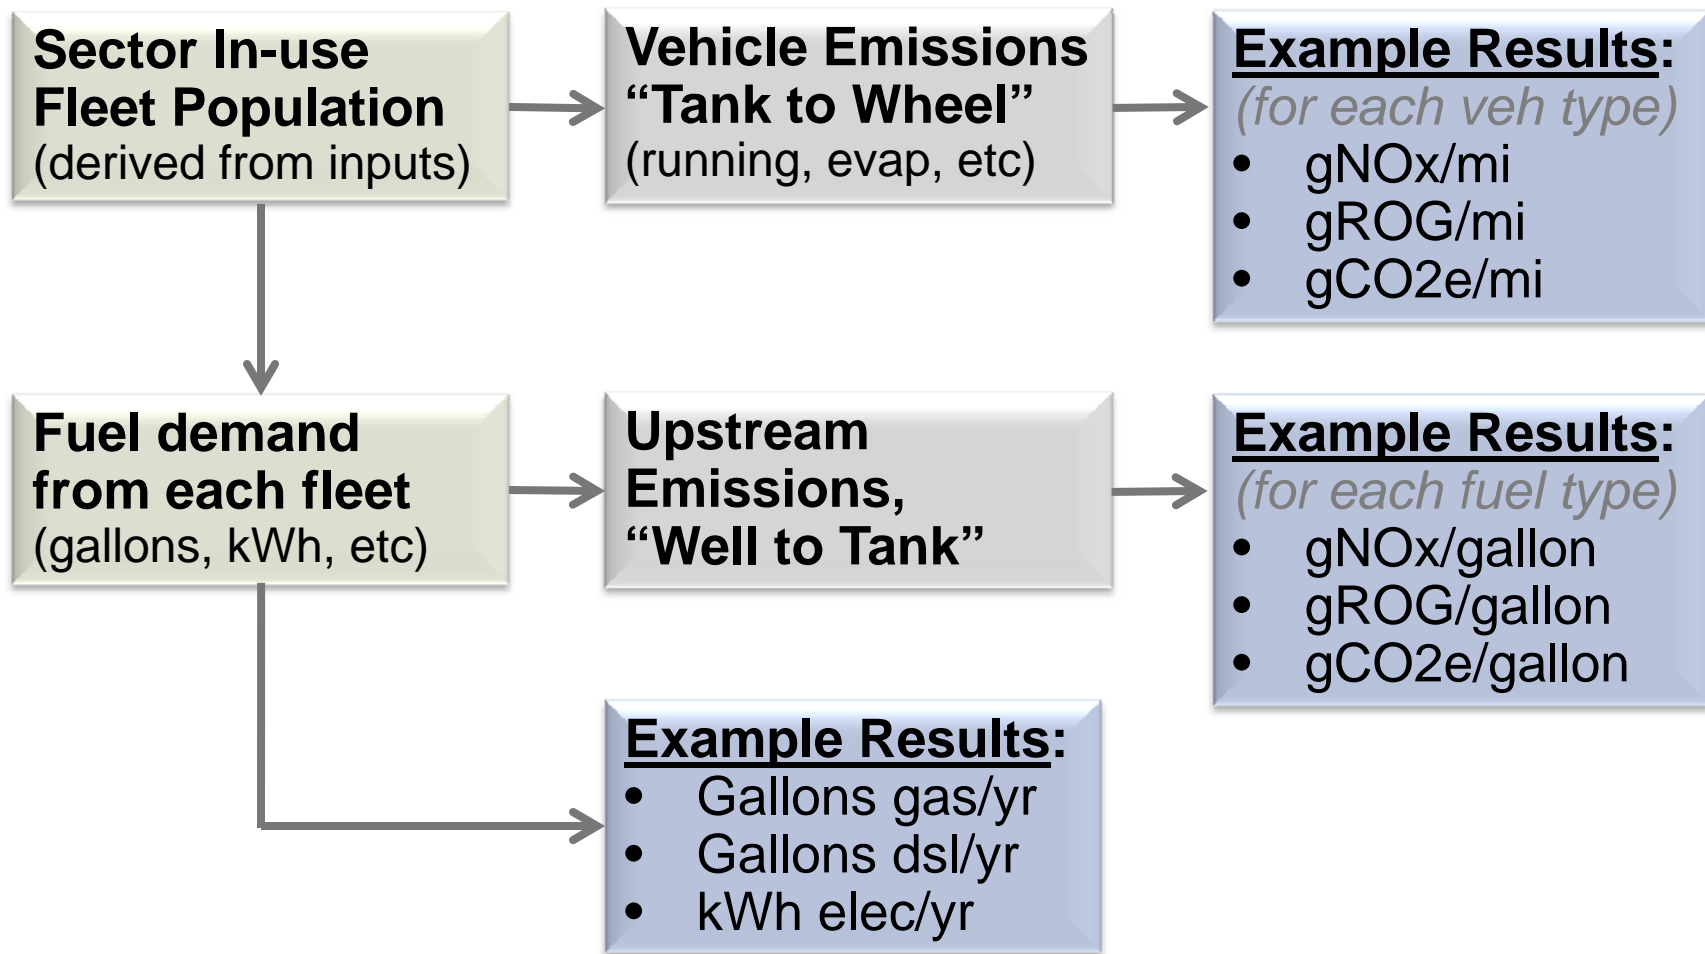 Sector In-use
Fleet Population
(derived from inputs)
Vehicle Emissions
“Tank to Wheel”
(running, evap, etc)
Example Results:
(for each veh type)
• gNOx/mi
• gROG/mi
• gCO2e/mi
Fuel demand
from each fleet
(gallons, kWh, etc)
Upstream
Emissions,
“Well to Tank”
Example Results:
(for each fuel type)
• gNOx/gallon
• gROG/gallon
• gCO2e/gallon
Example Results:
• Gallons gas/yr
• Gallons dsl/yr
• kWh elec/yr